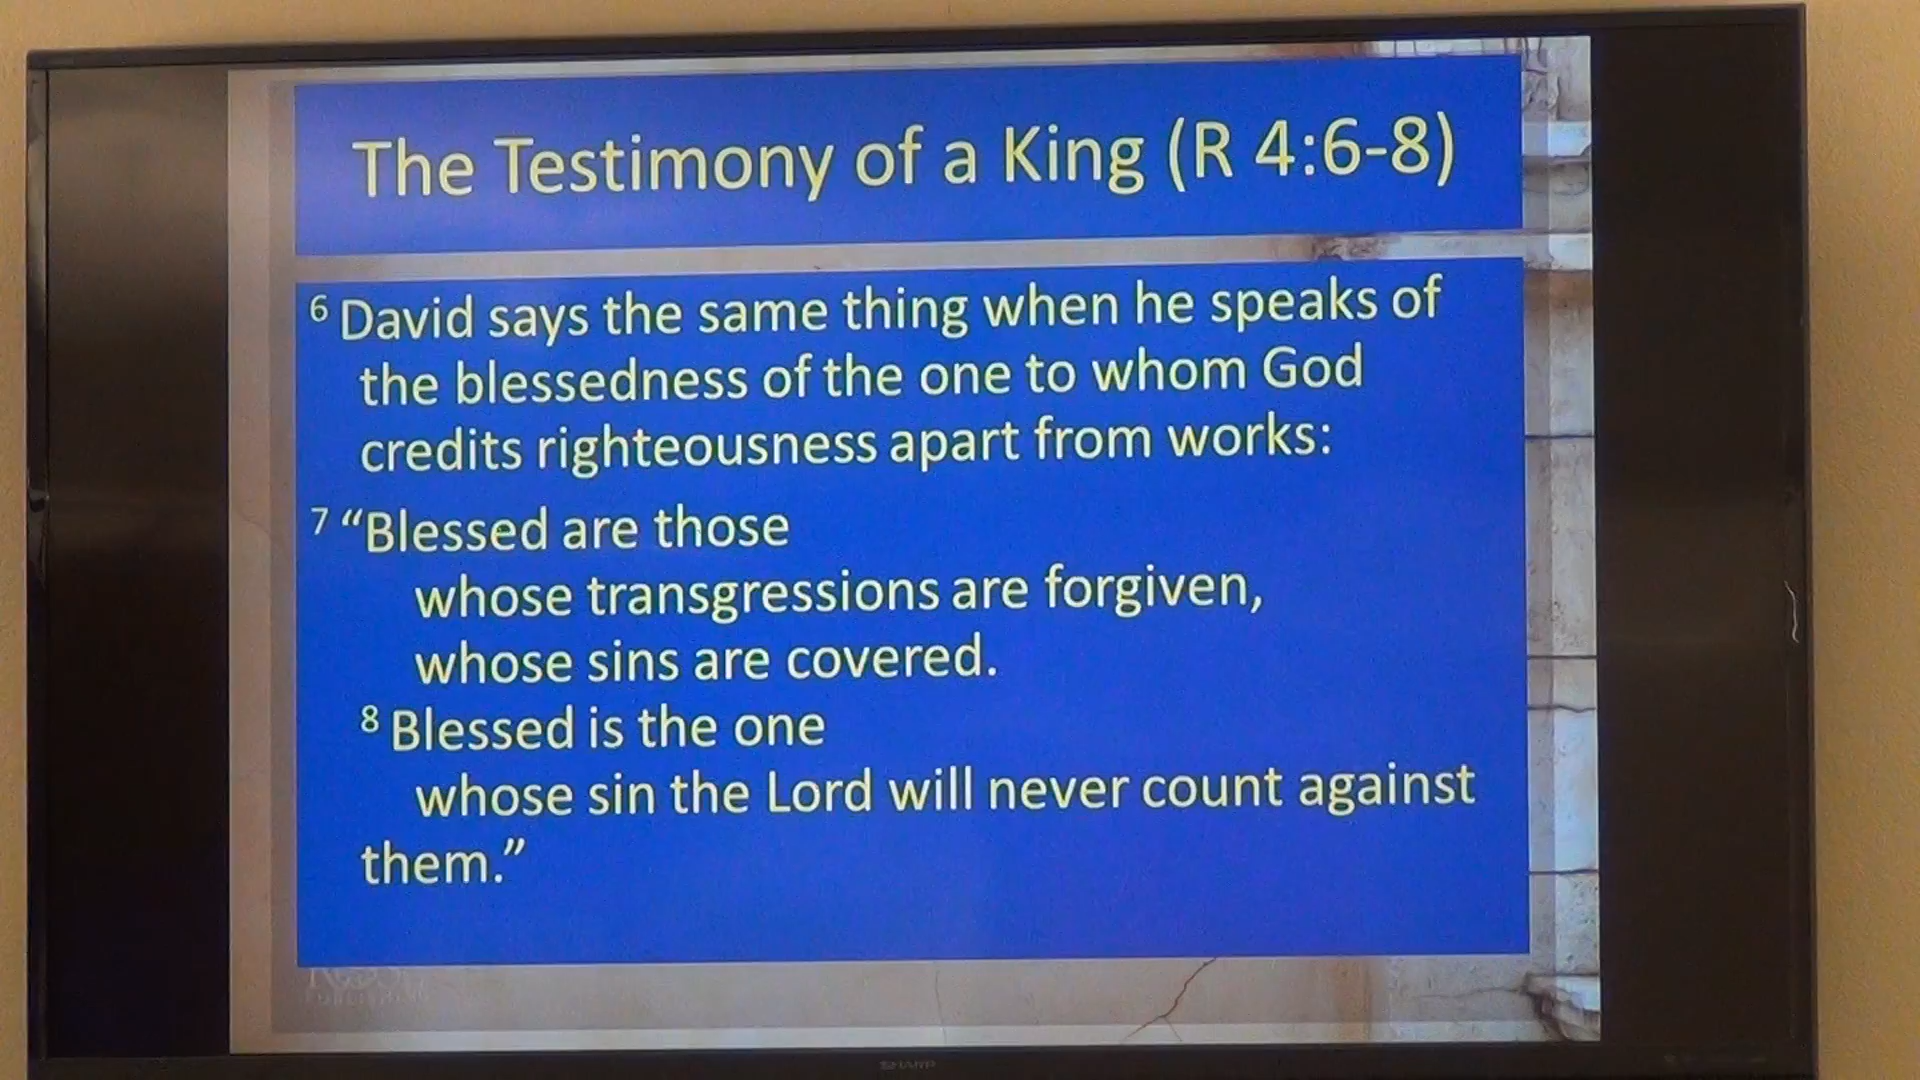 The Testimony of a King (R 4:6-8)
6 David says the same thing when he speaks of
the blessedness of the one to whom God
credits righteousness apart from works:
7 “Blessed are those
whose transgressions are forgiven,
whose sins are covered.
8 Blessed is the one
whose sin the Lord will never count against
them.”
SHARP